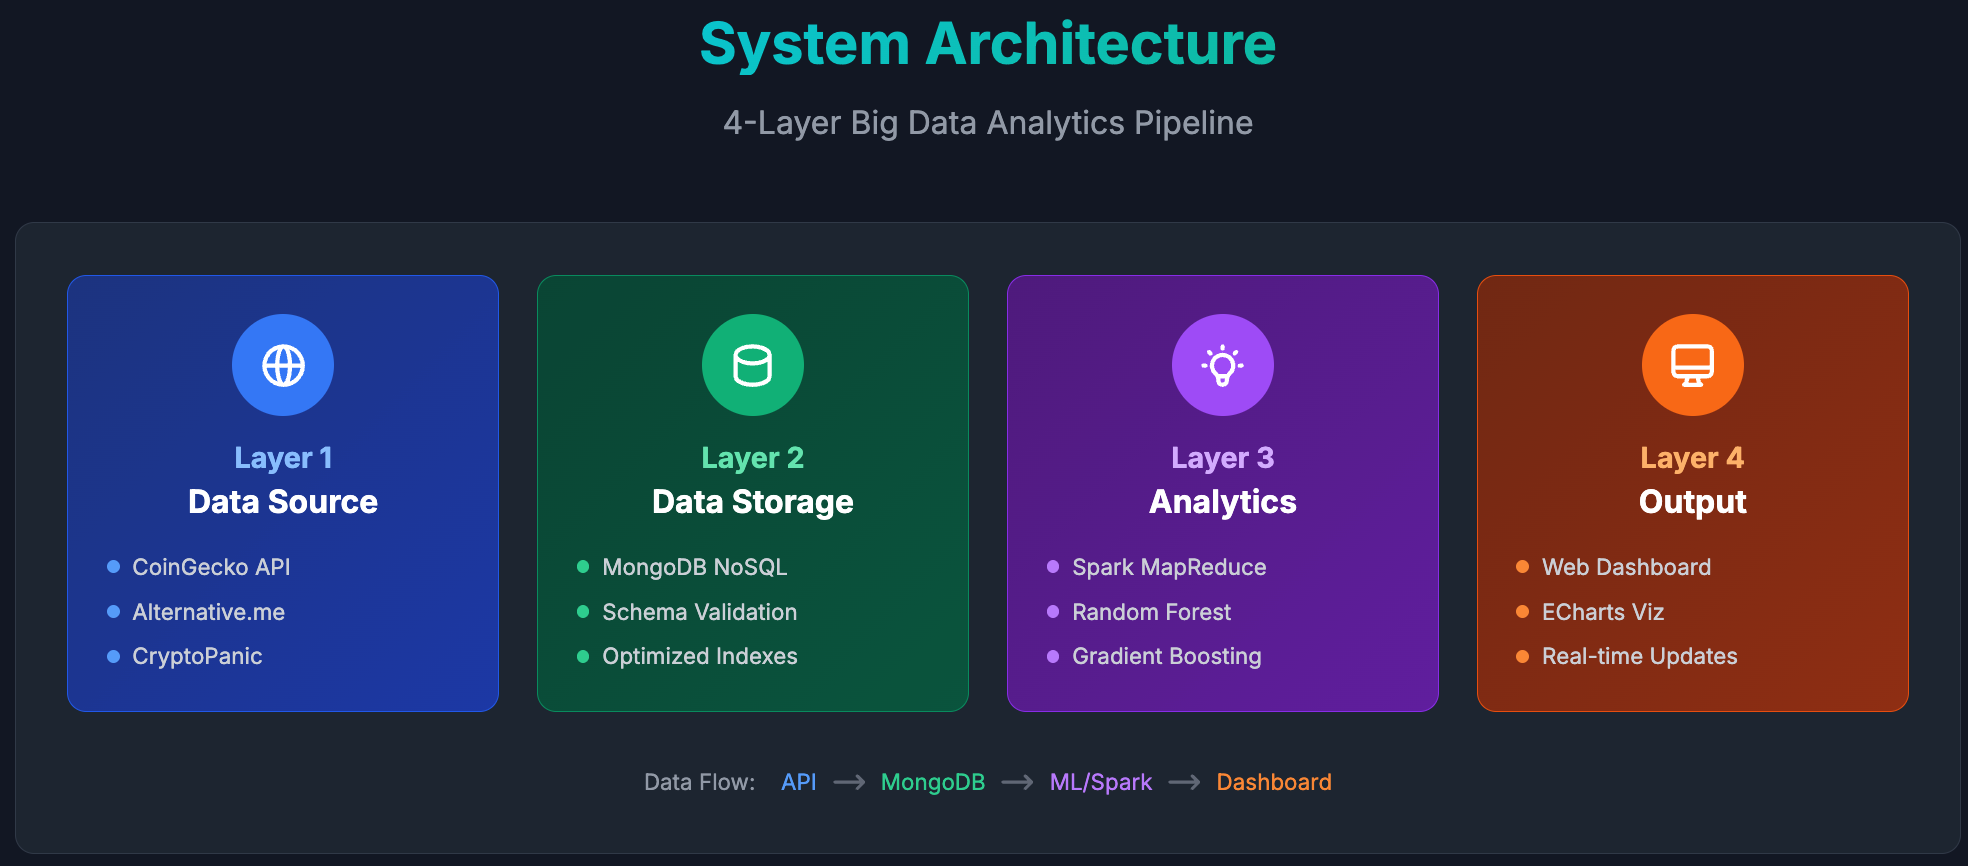 System Architecture
4-Layer Big Data Analytics Pipeline
Layer 1
Data Source
CoinGecko API
Alternative.me
CryptoPanic
Layer 2
Data Storage
MongoDB NoSQL
Schema Validation
Optimized Indexes
Layer 3
Analytics
Spark MapReduce
Random Forest
Gradient Boosting
Layer 4
Output
Web Dashboard
ECharts Viz
Real-time Updates
Data Flow: API → MongoDB → ML/Spark → Dashboard